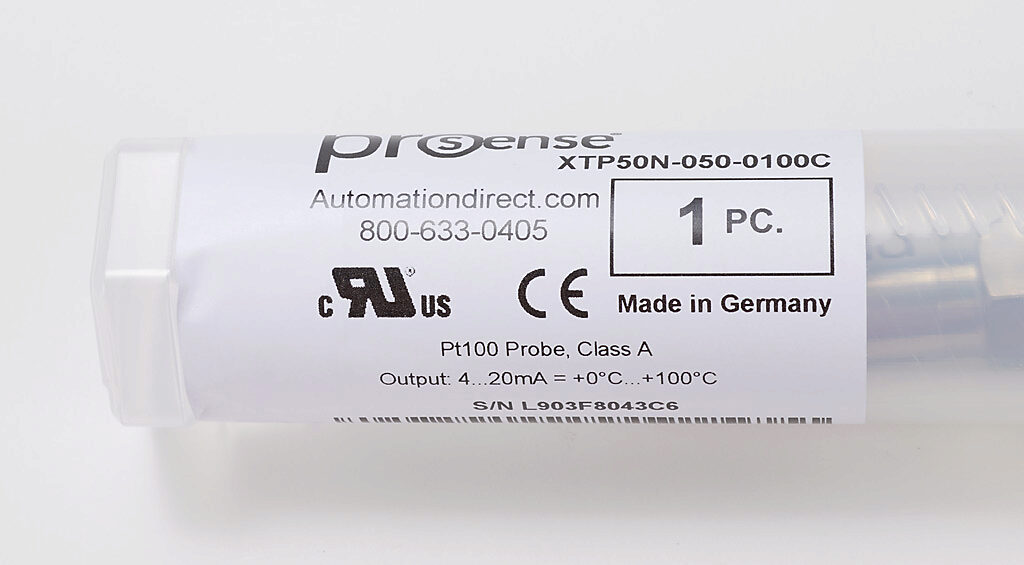 prosense®
XTP50N-050-0100C
Automationdirect.com
800-633-0405
1 PC.
c RU ® US
CE
Made in Germany
Pt100 Probe, Class A
Output: 4...20mA = +0°C...+100°C
S/N L903F8043C6